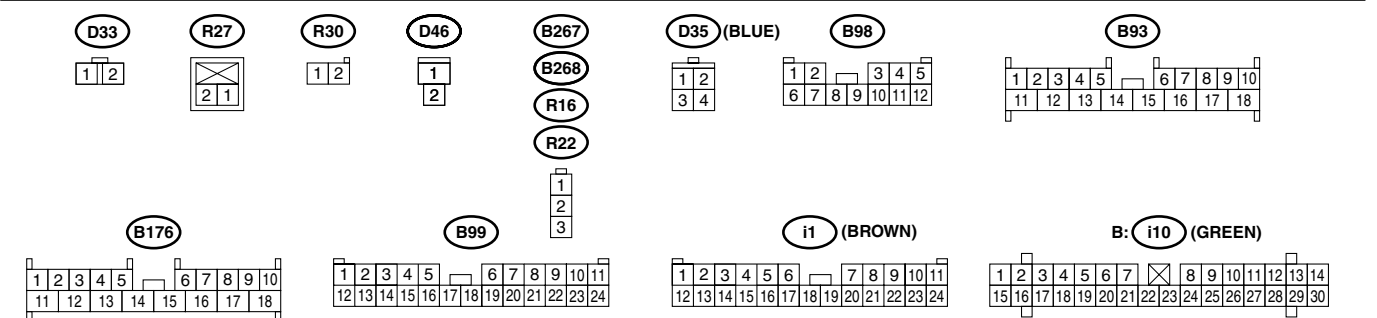 D33
1 2
R27
2 1
R30
1 2
D46
1
2
B267
B268
R16
R22
1
2
3
D35 (BLUE)
1 2
3 4
B98
1 2 3 4 5
6 7 8 9 10 11 12
B93
1 2 3 4 5 6 7 8 9 10
11 12 13 14 15 16 17 18
B176
1 2 3 4 5 6 7 8 9 10
11 12 13 14 15 16 17 18
B99
1 2 3 4 5 6 7 8 9 10 11
12 13 14 15 16 17 18 19 20 21 22 23 24
i1 (BROWN)
1 2 3 4 5 6 7 8 9 10 11
12 13 14 15 16 17 18 19 20 21 22 23 24
B: i10 (GREEN)
1 2 3 4 5 6 7 8 9 10 11 12 13 14
15 16 17 18 19 20 21 22 23 24 25 26 27 28 29 30